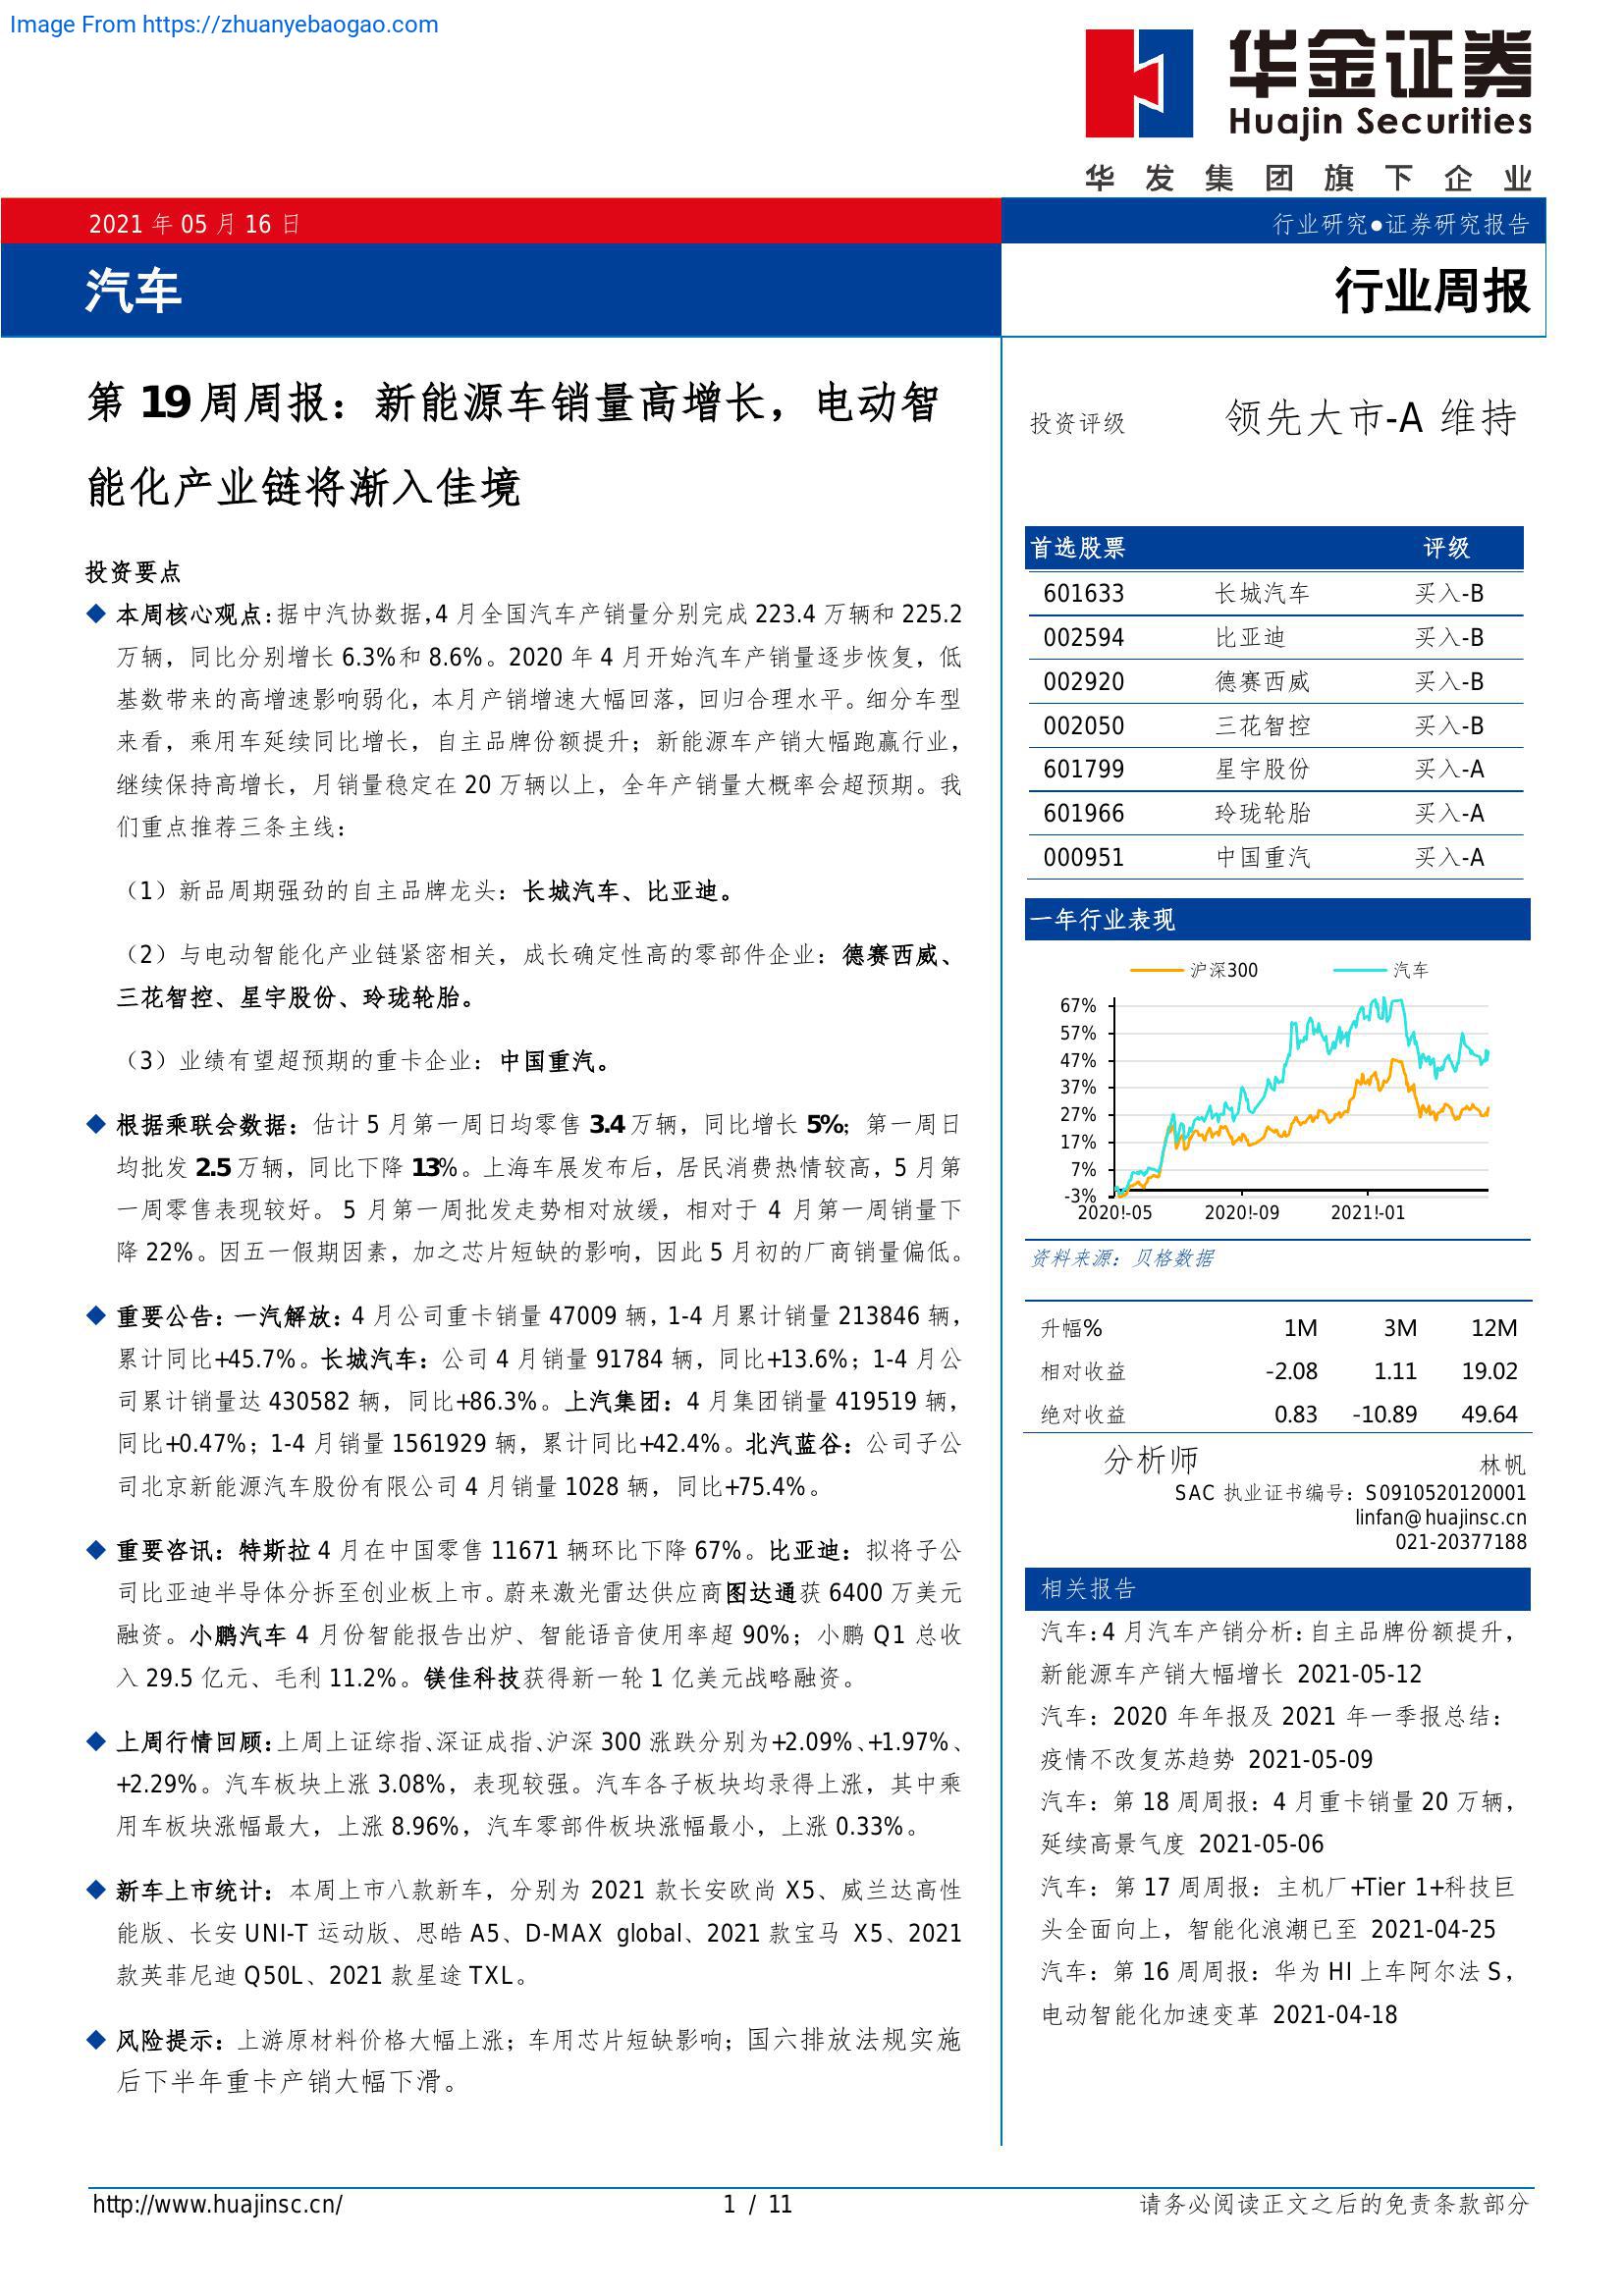 Image From https://zhuanyebaogao.com
华金证券
Huajin Securities
华发集团旗下企业
2021 年 05 月 16 日
行业研究●证券研究报告
汽车
行业周报
第 19 周周报：新能源车销量高增长，电动智
能化产业链将渐入佳境
投资要点
◆ 本周核心观点：据中汽协数据，4 月全国汽车产销量分别完成 223.4 万辆和 225.2
万辆，同比分别增长 6.3%和 8.6%。2020 年 4 月开始汽车产销量逐步恢复，低
基数带来的高增速影响弱化，本月产销增速大幅回落，回归合理水平。细分车型
来看，乘用车延续同比增长，自主品牌份额提升；新能源车产销大幅跑赢行业，
继续保持高增长，月销量稳定在 20 万辆以上，全年产销量大概率会超预期。我
们重点推荐三条主线：
（1）新品周期强劲的自主品牌龙头：长城汽车、比亚迪。
（2）与电动智能化产业链紧密相关，成长确定性高的零部件企业：德赛西威、
三花智控、星宇股份、玲珑轮胎。
（3）业绩有望超预期的重卡企业：中国重汽。
◆ 根据乘联会数据：估计 5 月第一周日均零售 3.4 万辆，同比增长 5%；第一周日
均批发 2.5 万辆，同比下降 13%。上海车展发布后，居民消费热情较高，5 月第
一周零售表现较好。 5 月第一周批发走势相对放缓，相对于 4 月第一周销量下
降 22%。因五一假期因素，加之芯片短缺的影响，因此 5 月初的厂商销量偏低。
◆ 重要公告：一汽解放：4 月公司重卡销量 47009 辆，1-4 月累计销量 213846 辆，
累计同比+45.7%。长城汽车：公司 4 月销量 91784 辆，同比+13.6%；1-4 月公
司累计销量达 430582 辆，同比+86.3%。上汽集团：4 月集团销量 419519 辆，
同比+0.47%；1-4 月销量 1561929 辆，累计同比+42.4%。北汽蓝谷：公司子公
司北京新能源汽车股份有限公司 4 月销量 1028 辆，同比+75.4%。
◆ 重要咨讯：特斯拉 4 月在中国零售 11671 辆环比下降 67%。比亚迪：拟将子公
司比亚迪半导体分拆至创业板上市。蔚来激光雷达供应商图达通获 6400 万美元
融资。小鹏汽车 4 月份智能报告出炉、智能语音使用率超 90%；小鹏 Q1 总收
入 29.5 亿元、毛利 11.2%。镁佳科技获得新一轮 1 亿美元战略融资。
◆ 上周行情回顾：上周上证综指、深证成指、沪深 300 涨跌分别为+2.09%、+1.97%、
+2.29%。汽车板块上涨 3.08%，表现较强。汽车各子板块均录得上涨，其中乘
用车板块涨幅最大，上涨 8.96%，汽车零部件板块涨幅最小，上涨 0.33%。
◆ 新车上市统计：本周上市八款新车，分别为 2021 款长安欧尚 X5、威兰达高性
能版、长安 UNI-T 运动版、思皓 A5、D-MAX global、2021 款宝马 X5、2021
款英菲尼迪 Q50L、2021 款星途 TXL。
◆ 风险提示：上游原材料价格大幅上涨；车用芯片短缺影响；国六排放法规实施
后下半年重卡产销大幅下滑。
投资评级 领先大市-A 维持
首选股票 评级
601633 长城汽车 买入-B
002594 比亚迪 买入-B
002920 德赛西威 买入-B
002050 三花智控 买入-B
601799 星宇股份 买入-A
601966 玲珑轮胎 买入-A
000951 中国重汽 买入-A
一年行业表现
沪深300 汽车
67%
57%
47%
37%
27%
17%
7%
-3%
2020!-05 2020!-09 2021!-01
资料来源：贝格数据
升幅% 1M 3M 12M
相对收益 -2.08 1.11 19.02
绝对收益 0.83 -10.89 49.64
分析师 林帆
SAC 执业证书编号：S0910520120001
linfan@huajinsc.cn
021-20377188
相关报告
汽车：4 月汽车产销分析：自主品牌份额提升，
新能源车产销大幅增长 2021-05-12
汽车：2020 年年报及 2021 年一季报总结：
疫情不改复苏趋势 2021-05-09
汽车：第 18 周周报：4 月重卡销量 20 万辆，
延续高景气度 2021-05-06
汽车：第 17 周周报：主机厂+Tier 1+科技巨
头全面向上，智能化浪潮已至 2021-04-25
汽车：第 16 周周报：华为 HI 上车阿尔法 S，
电动智能化加速变革 2021-04-18
http://www.huajinsc.cn/ 1 / 11 请务必阅读正文之后的免责条款部分